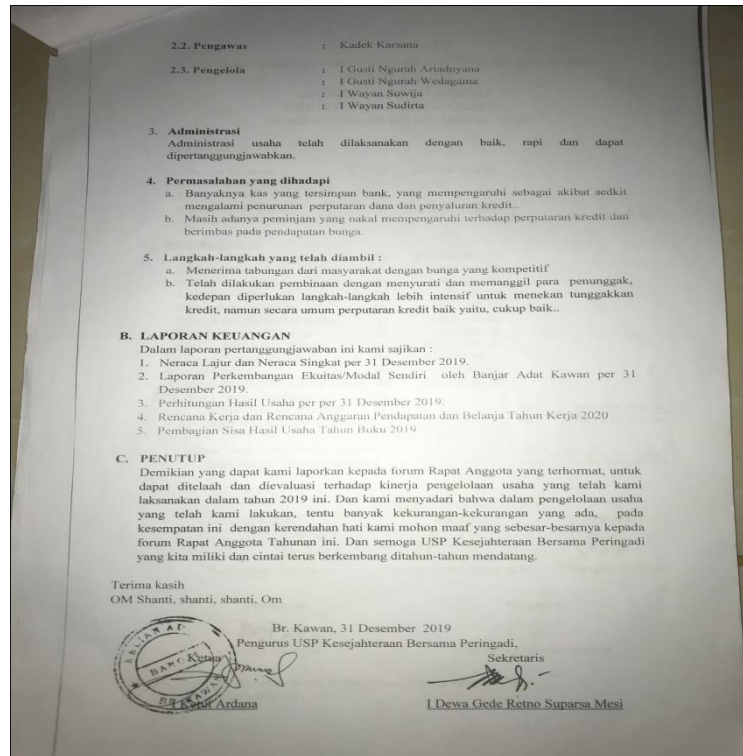 2.2. Pengawas : Kadek Karsana
2.3. Pengelola : I Gusti Ngurah Ariadnyana
: I Gusti Ngurah Wedagama
: I Wayan Suwija
: I Wayan Sudirta
3. Administrasi
Administrasi usaha telah dilaksanakan dengan baik, rapi dan dapat
dipertanggungjawabkan.
4. Permasalahan yang dihadapi
a. Banyaknya kas yang tersimpan bank, yang mempengaruhi sebagai akibat sedkit
mengalami penurunan perputaran dana dan penyaluran kredit..
b. Masih adanya peminjam yang nakal mempengaruhi terhadap perputaran kredit dan
berimbas pada pendapatan bunga.
5. Langkah-langkah yang telah diambil :
a. Menerima tabungan dari masyarakat dengan bunga yang kompetitif
b. Telah dilakukan pembinaan dengan menyurati dan memanggil para penunggak,
kedepan diperlukan langkah-langkah lebih intensif untuk menekan tunggakkan
kredit, namun secara umum perputaran kredit baik yaitu, cukup baik..
B. LAPORAN KEUANGAN
Dalam laporan pertanggungjawaban ini kami sajikan :
1. Neraca Lajur dan Neraca Singkat per 31 Desember 2019.
2. Laporan Perkembangan Ekuitas/Modal Sendiri oleh Banjar Adat Kawan per 31
Desember 2019.
3. Perhitungan Hasil Usaha per per 31 Desember 2019.
4. Rencana Kerja dan Rencana Anggaran Pendapatan dan Belanja Tahun Kerja 2020
5. Pembagian Sisa Hasil Usaha Tahun Buku 2019
C. PENUTUP
Demikian yang dapat kami laporkan kepada forum Rapat Anggota yang terhormat, untuk
dapat ditelaah dan dievaluasi terhadap kinerja pengelolaan usaha yang telah kami
laksanakan dalam tahun 2019 ini. Dan kami menyadari bahwa dalam pengelolaan usaha
yang telah kami lakukan, tentu banyak kekurangan-kekurangan yang ada, pada
kesempatan ini dengan kerendahan hati kami mohon maaf yang sebesar-besarnya kepada
forum Rapat Anggota Tahunan ini. Dan semoga USP Kesejahteraan Bersama Peringadi
yang kita miliki dan cintai terus berkembang ditahun-tahun mendatang.
Terima kasih
OM Shanti, shanti, shanti, Om
Br. Kawan, 31 Desember 2019
Pengurus USP Kesejahteraan Bersama Peringadi,
Ketua Sekretaris
I Ketut Ardana I Dewa Gede Retno Suparsa Mesi